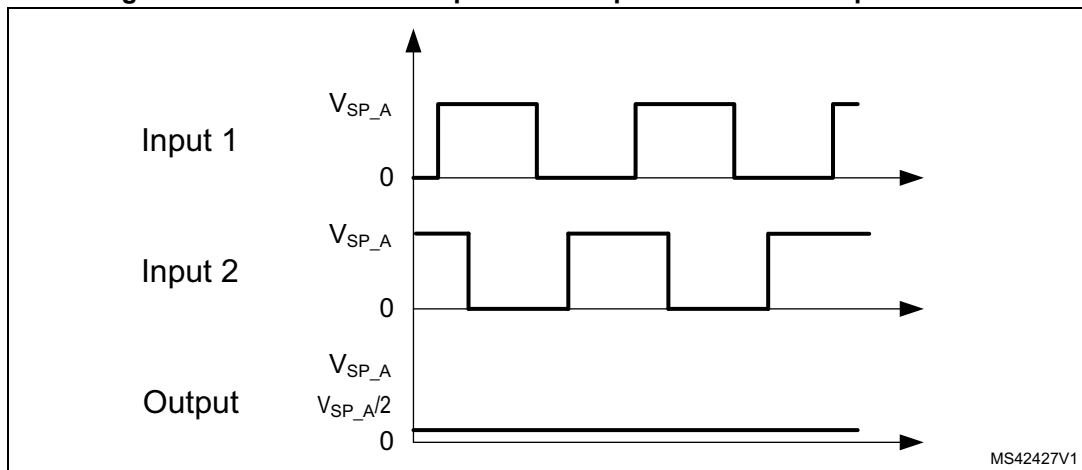 V_SP_A
Input 1
0
V_SP_A
Input 2
0
V_SP_A
Output V_SP_A/2
0
MS42427V1